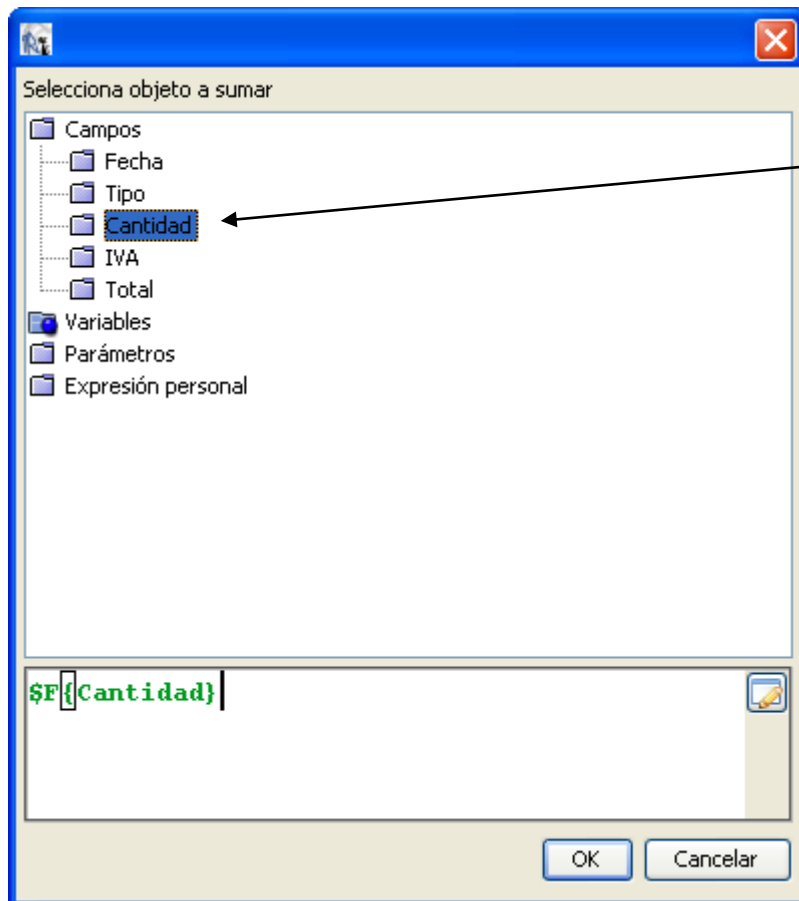 Selecciona objeto a sumar
Campos
Fecha
Tipo
Cantidad
IVA
Total
Variables
Parámetros
Expresión personal
$F{Cantidad}
OK Cancelar